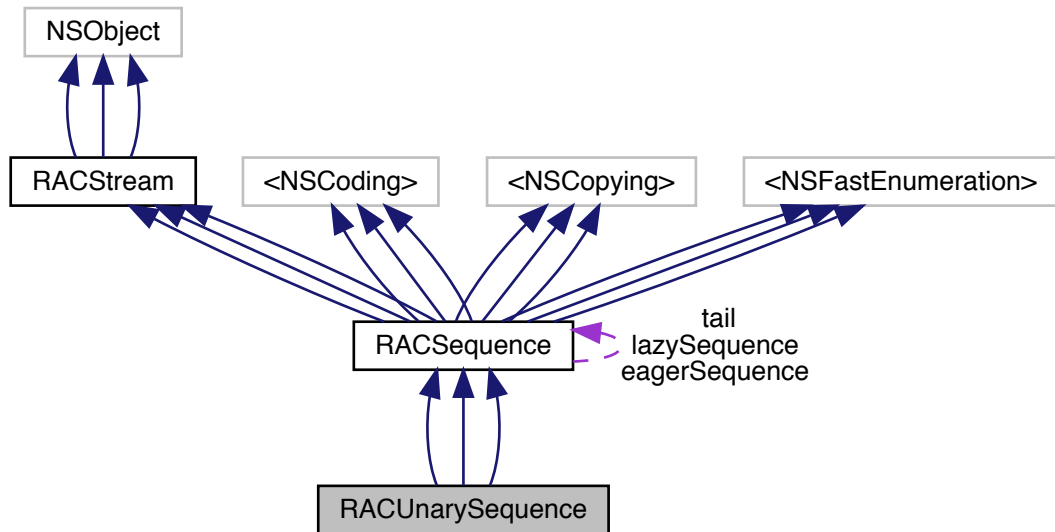 NSObject
RACStream
<NSCoding>
<NSCopying>
<NSFastEnumeration>
RACSequence
tail
lazySequence
eagerSequence
RACUnarySequence